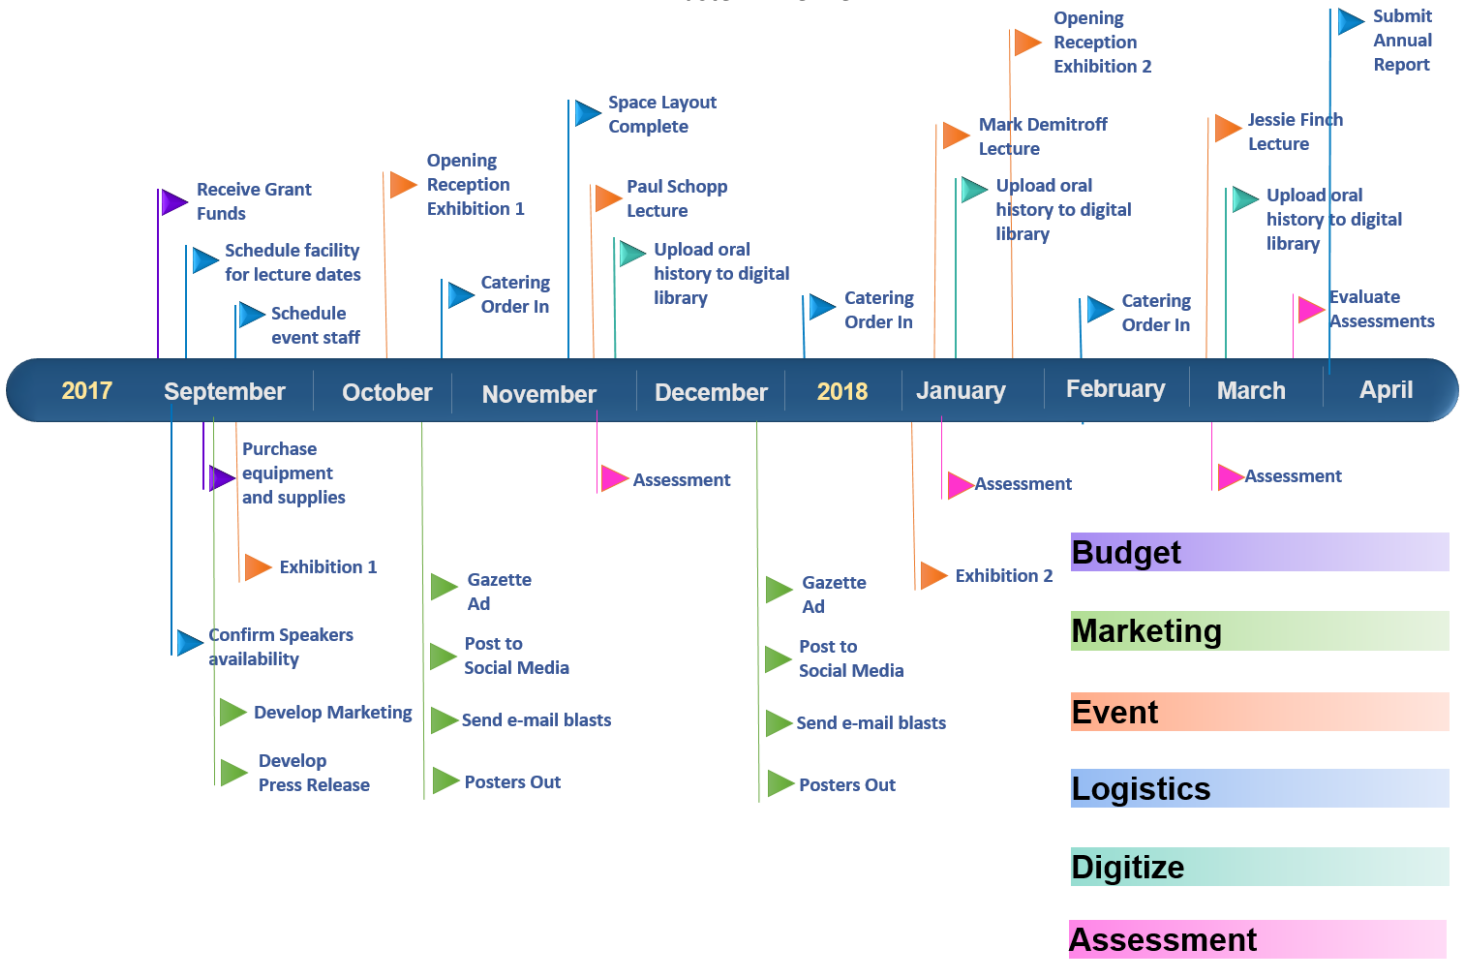 Opening
Reception
Exhibition 2
Submit
Annual
Report
Space Layout
Complete
Mark Demitroff
Lecture
Jessie Finch
Lecture
Opening
Reception
Exhibition 1
Receive Grant
Funds
Paul Schopp
Lecture
Upload oral
history to digital
library
Upload oral
history to digital
library
Schedule facility
for lecture dates
Upload oral
history to digital
library
Catering
Order In
Schedule
event staff
Catering
Order In
Catering
Order In
Evaluate
Assessments
2017
September
October
November
December
2018
January
February
March
April
Purchase
equipment
and supplies
Assessment
Assessment
Assessment
Exhibition 1
Gazette
Ad
Gazette
Ad
Exhibition 2
Confirm Speakers
availability
Post to
Social Media
Post to
Social Media
Develop Marketing
Send e-mail blasts
Send e-mail blasts
Develop
Press Release
Posters Out
Posters Out
Budget
Marketing
Event
Logistics
Digitize
Assessment